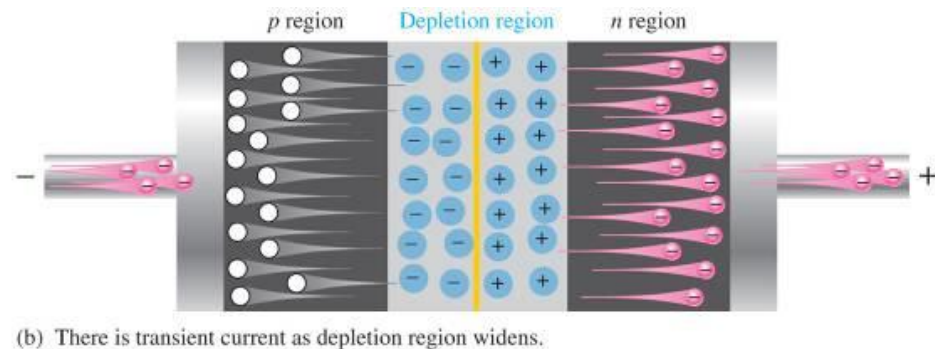 p region Depletion region n region
− +
(b) There is transient current as depletion region widens.